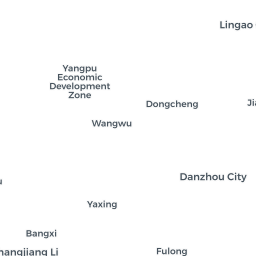 Lingao
Yangpu
Economic
Development
Zone
Dongcheng
Wangwu
Danzhou City
Yaxing
Bangxi
Fulong